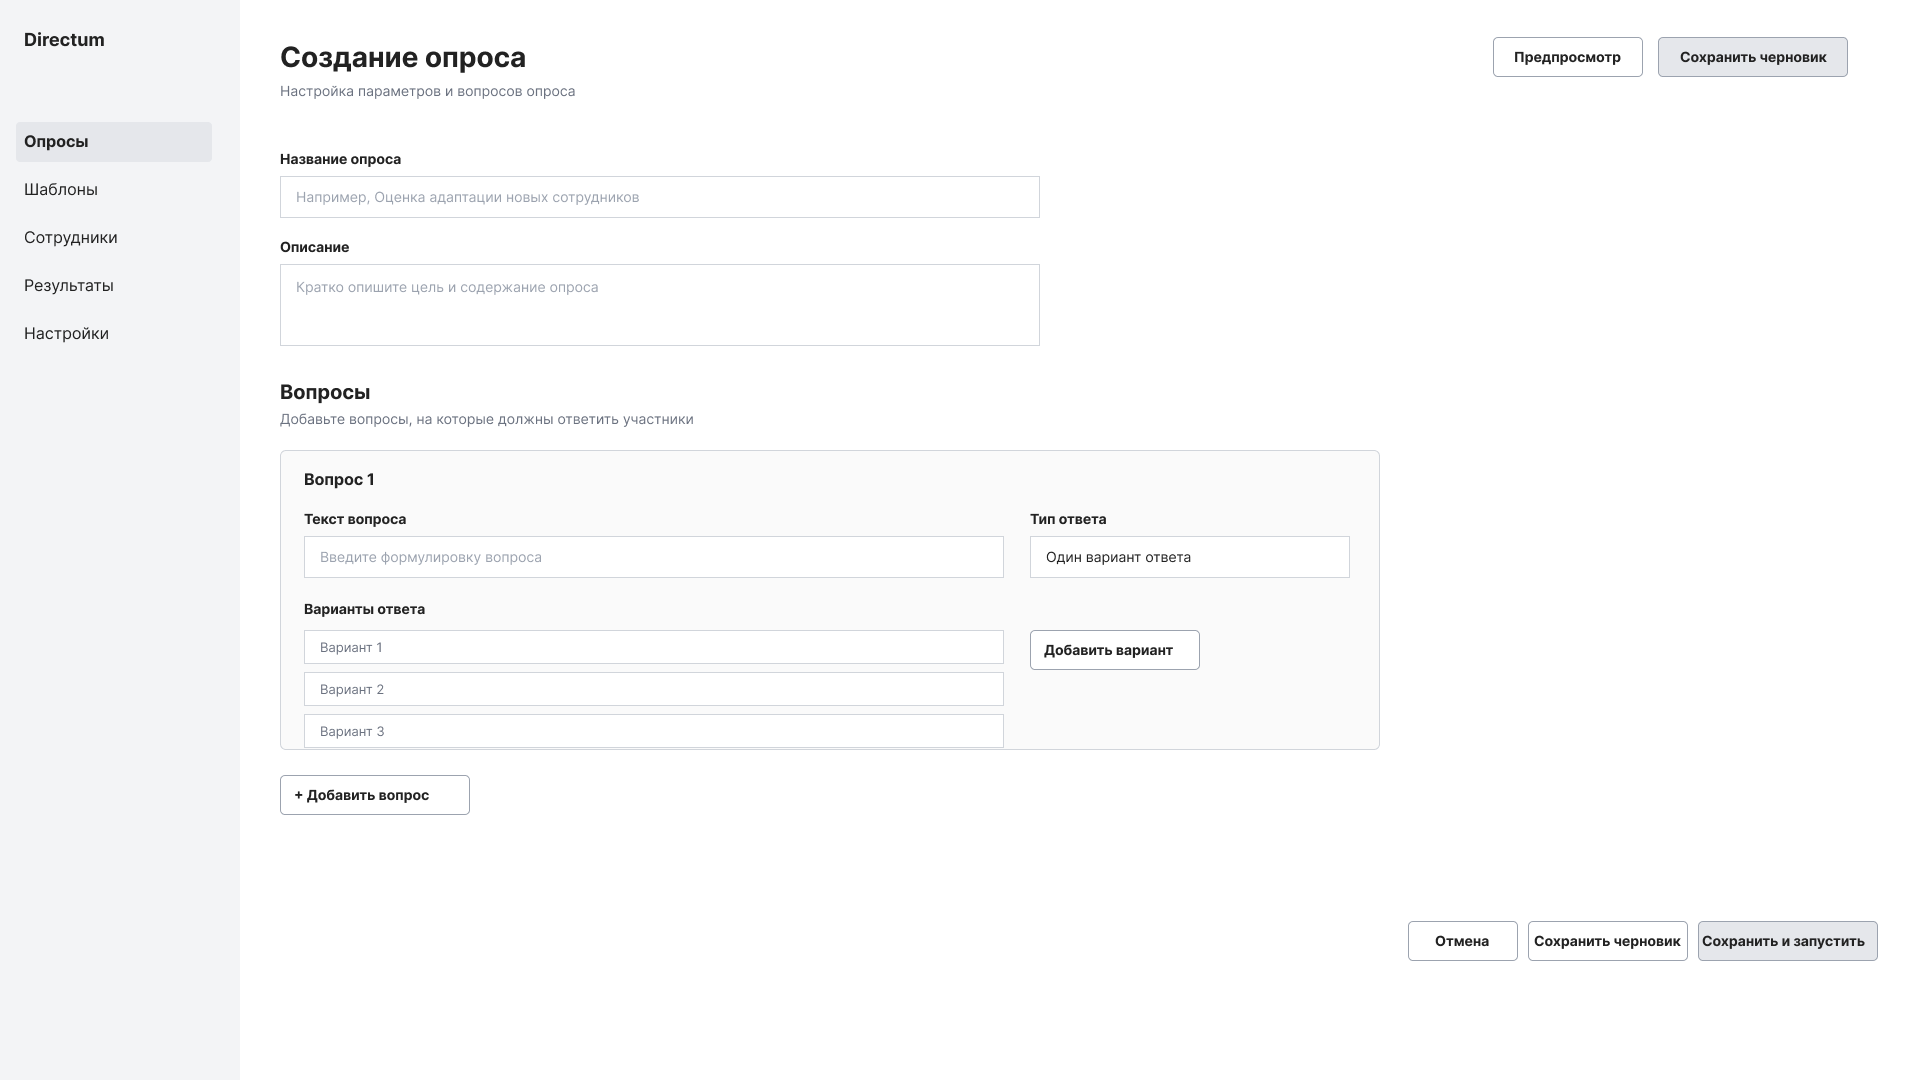 Directum
Опросы
Шаблоны
Сотрудники
Результаты
Настройки
Создание опроса
Настройка параметров и вопросов опроса
Предпросмотр
Сохранить черновик
Название опроса
Например, Оценка адаптации новых сотрудников
Описание
Кратко опишите цель и содержание опроса
Вопросы
Добавьте вопросы, на которые должны ответить участники
Вопрос 1
Текст вопроса
Введите формулировку вопроса
Тип ответа
Один вариант ответа
Варианты ответа
Вариант 1
Вариант 2
Вариант 3
Добавить вариант
+ Добавить вопрос
Отмена
Сохранить черновик
Сохранить и запустить